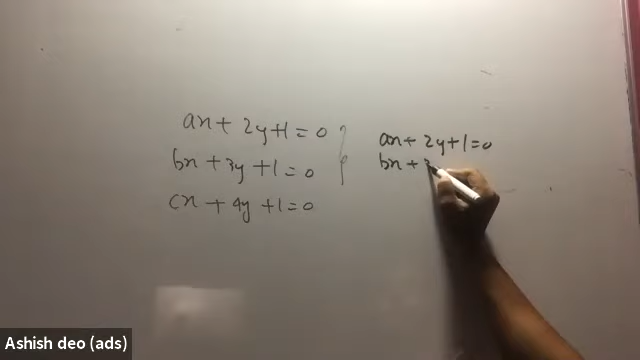 ax + 2y + 1 = 0
bx + 3y + 1 = 0
cx + 4y + 1 = 0
ax + 2y + 1 = 0
bx + 3
Ashish deo (ads)